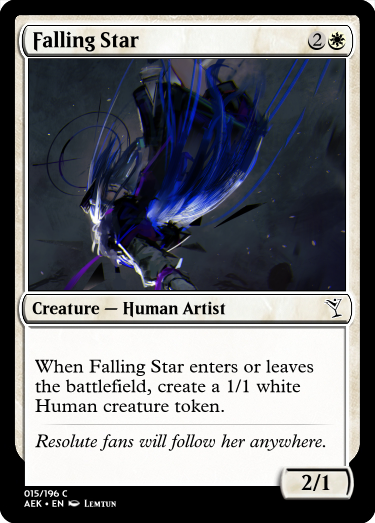 Falling Star 2
Creature — Human Artist
When Falling Star enters or leaves
the battlefield, create a 1/1 white
Human creature token.
Resolute fans will follow her anywhere.
2/1
015/196 C
AEK • EN Lemtun